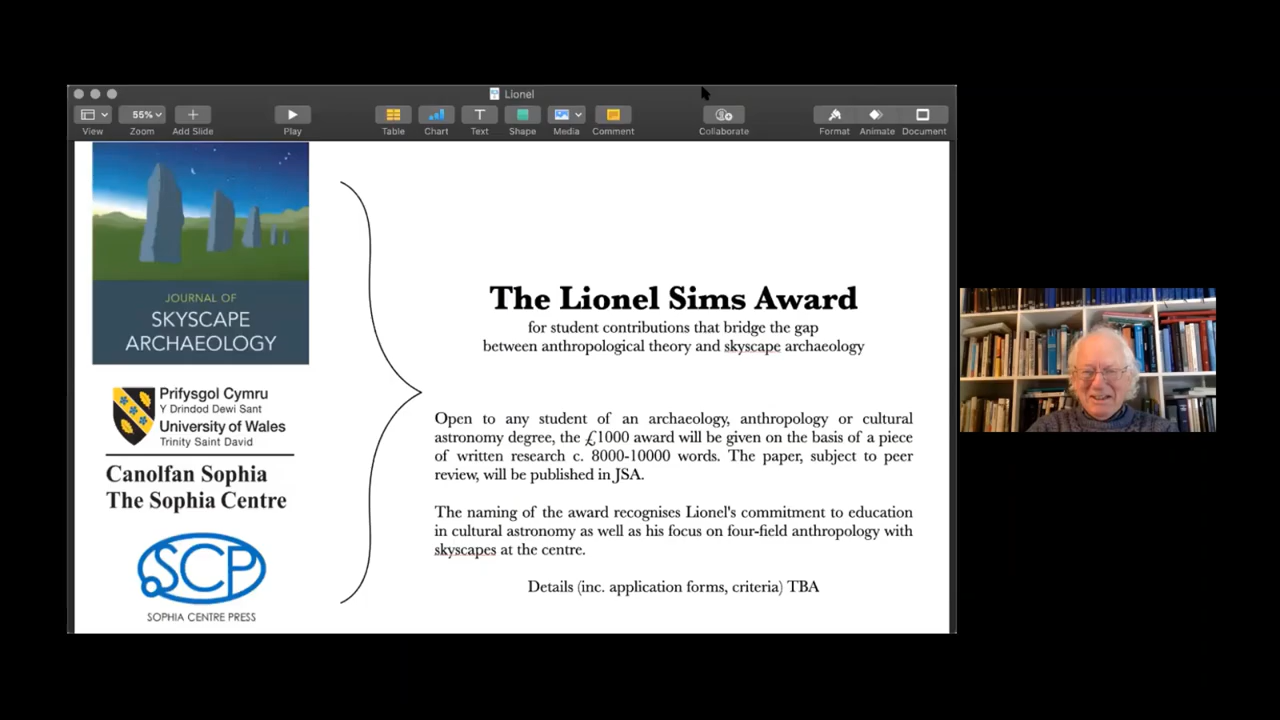 Lionel
55%
View
Zoom
Add Slide
Play
Table
Chart
Text
Shape
Media
Comment
Collaborate
Format
Animate
Document
JOURNAL OF
SKYSCAPE
ARCHAEOLOGY
Prifysgol Cymru
Y Drindod Dewi Sant
University of Wales
Trinity Saint David
Canolfan Sophia
The Sophia Centre
SCP
SOPHIA CENTRE PRESS
The Lionel Sims Award
for student contributions that bridge the gap
between anthropological theory and skyscape archaeology
Open to any student of an archaeology, anthropology or cultural
astronomy degree, the £1000 award will be given on the basis of a piece
of written research c. 8000-10000 words. The paper, subject to peer
review, will be published in JSA.
The naming of the award recognises Lionel's commitment to education
in cultural astronomy as well as his focus on four-field anthropology with
skyscapes at the centre.
Details (inc. application forms, criteria) TBA